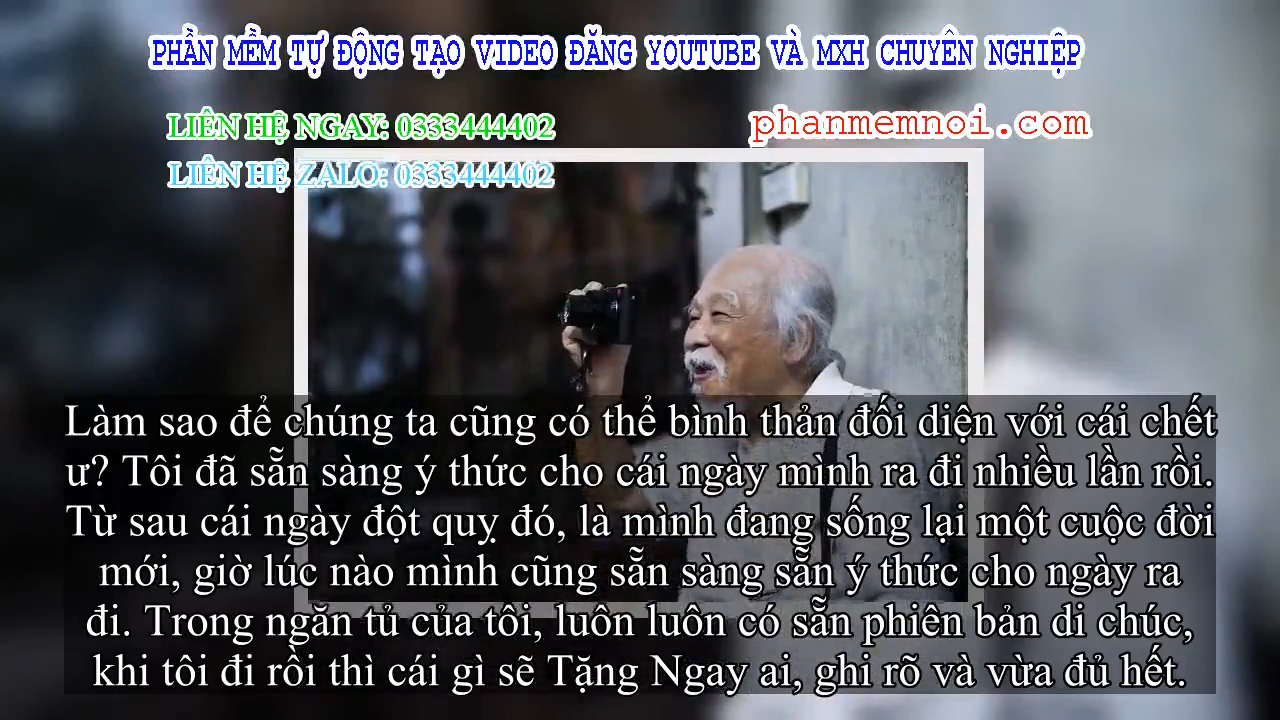 PHẦN MỀM TỰ ĐỘNG TẠO VIDEO ĐĂNG YOUTUBE VÀ MXH CHUYÊN NGHIỆP
LIÊN HỆ NGAY: 0333444402
phanmemnoi.com
LIÊN HỆ ZALO: 0333444402
Làm sao để chúng ta cũng có thể bình thản đối diện với cái chết
ư? Tôi đã sẵn sàng ý thức cho cái ngày mình ra đi nhiều lần rồi.
Từ sau cái ngày đột quỵ đó, là mình đang sống lại một cuộc đời
mới, giờ lúc nào mình cũng sẵn sàng sẵn ý thức cho ngày ra
đi. Trong ngăn tủ của tôi, luôn luôn có sẵn phiên bản di chúc,
khi tôi đi rồi thì cái gì sẽ Tặng Ngay ai, ghi rõ và vừa đủ hết.